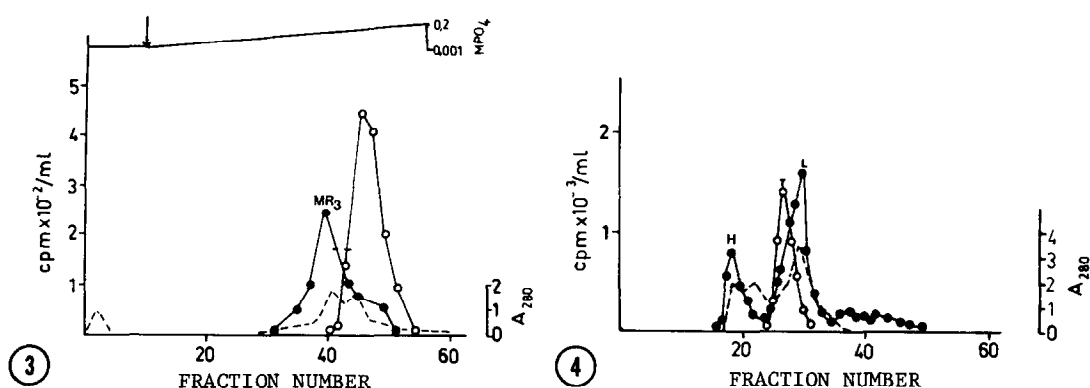 0,2
0,001
MPO4
5
4
3
2
1
cpm x 10-2/ml
MR3
T
2
1
0
A280
20 40 60
FRACTION NUMBER
3
2
1
cpm x 10-3/ml
H
T
L
4
3
2
1
0
A280
20 40 60
FRACTION NUMBER
4